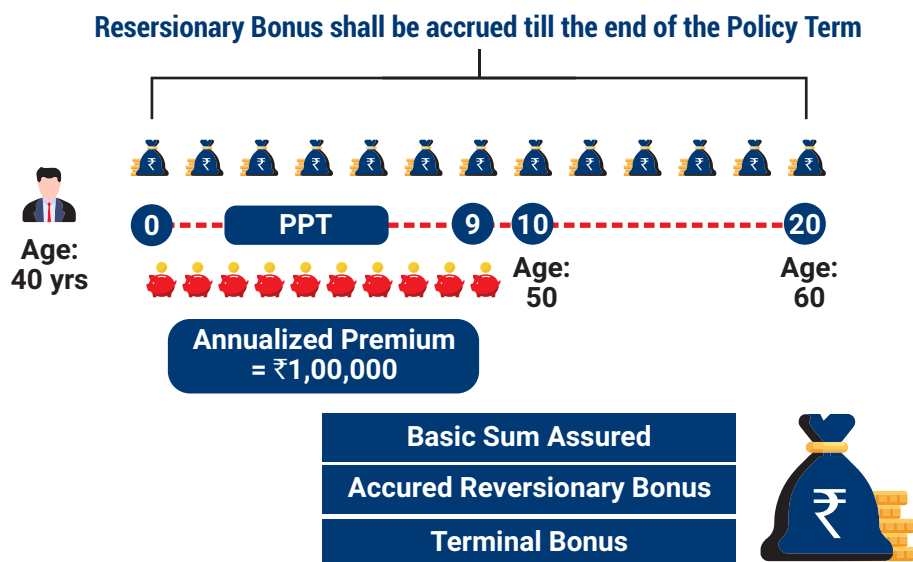 Resersionary Bonus shall be accrued till the end of the Policy Term
₹ ₹ ₹ ₹ ₹ ₹ ₹ ₹ ₹ ₹ ₹ ₹ ₹
0 PPT 9 10 20
Age:
40 yrs
Age:
50
Age:
60
Annualized Premium
= ₹1,00,000
Basic Sum Assured
Accured Reversionary Bonus
Terminal Bonus
₹